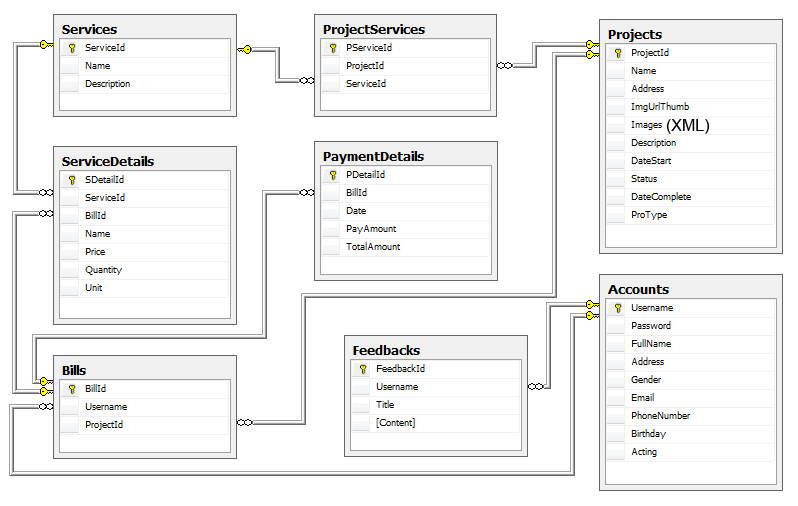 Services
ServiceId
Name
Description
ProjectServices
PServiceId
ProjectId
ServiceId
Projects
ProjectId
Name
Address
ImgUrlThumb
Images (XML)
Description
DateStart
Status
DateComplete
ProType
ServiceDetails
SDetailId
ServiceId
BillId
Name
Price
Quantity
Unit
PaymentDetails
PDetailId
BillId
Date
PayAmount
TotalAmount
Accounts
Username
Password
FullName
Address
Gender
Email
PhoneNumber
Birthday
Acting
Feedbacks
FeedbackId
Username
Title
[Content]
Bills
BillId
Username
ProjectId